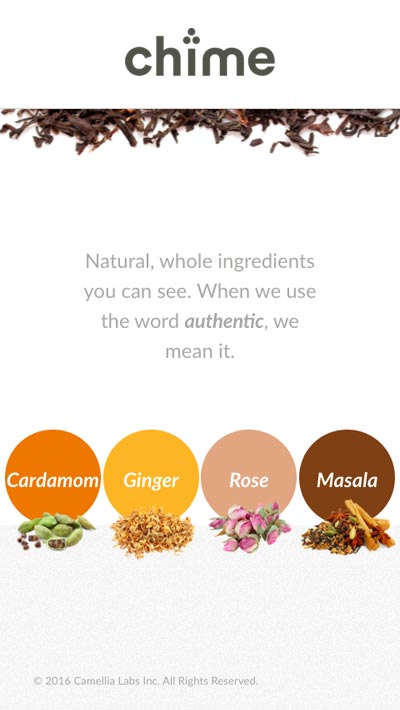 chime
Natural, whole ingredients
you can see. When we use
the word authentic, we
mean it.
Cardamom Ginger Rose Masala
© 2016 Camellia Labs Inc. All Rights Reserved.